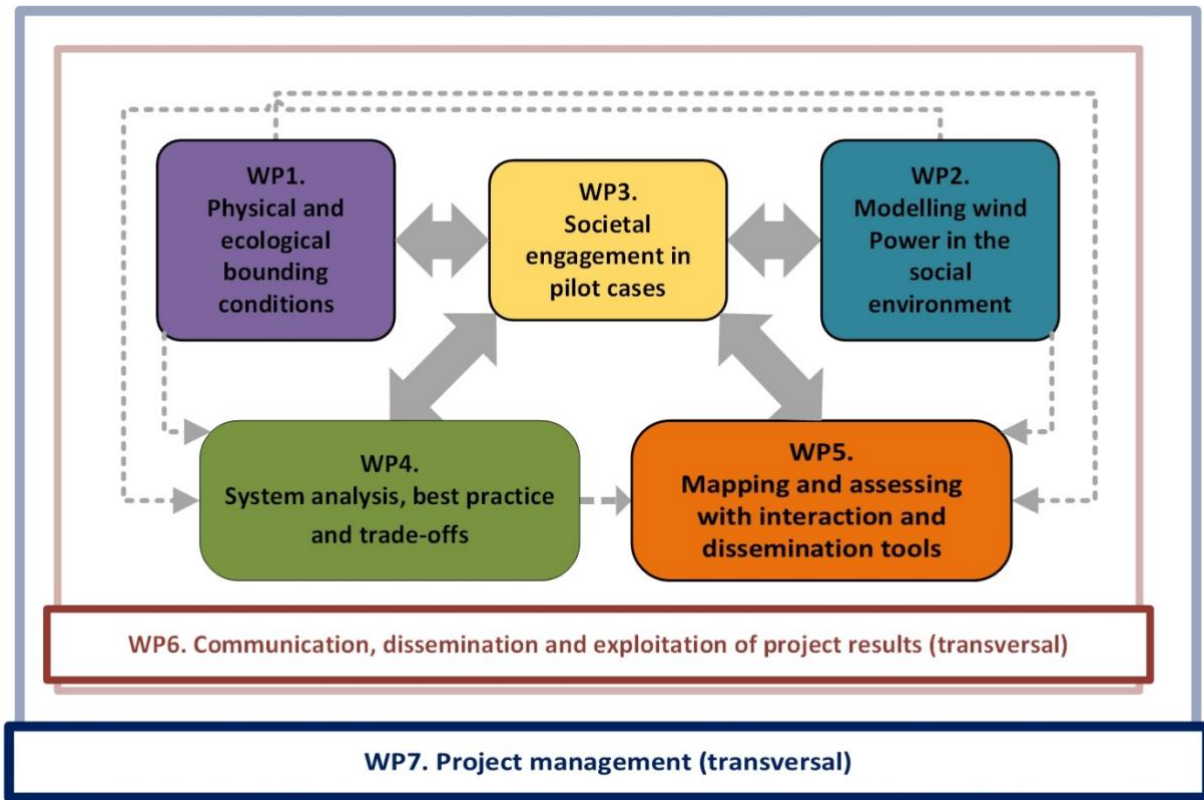 WP1.
Physical and
ecological
bounding
conditions
WP3.
Societal
engagement in
pilot cases
WP2.
Modelling wind
Power in the
social
environment
WP4.
System analysis, best practice
and trade-offs
WP5.
Mapping and assessing
with interaction and
dissemination tools
WP6. Communication, dissemination and exploitation of project results (transversal)
WP7. Project management (transversal)